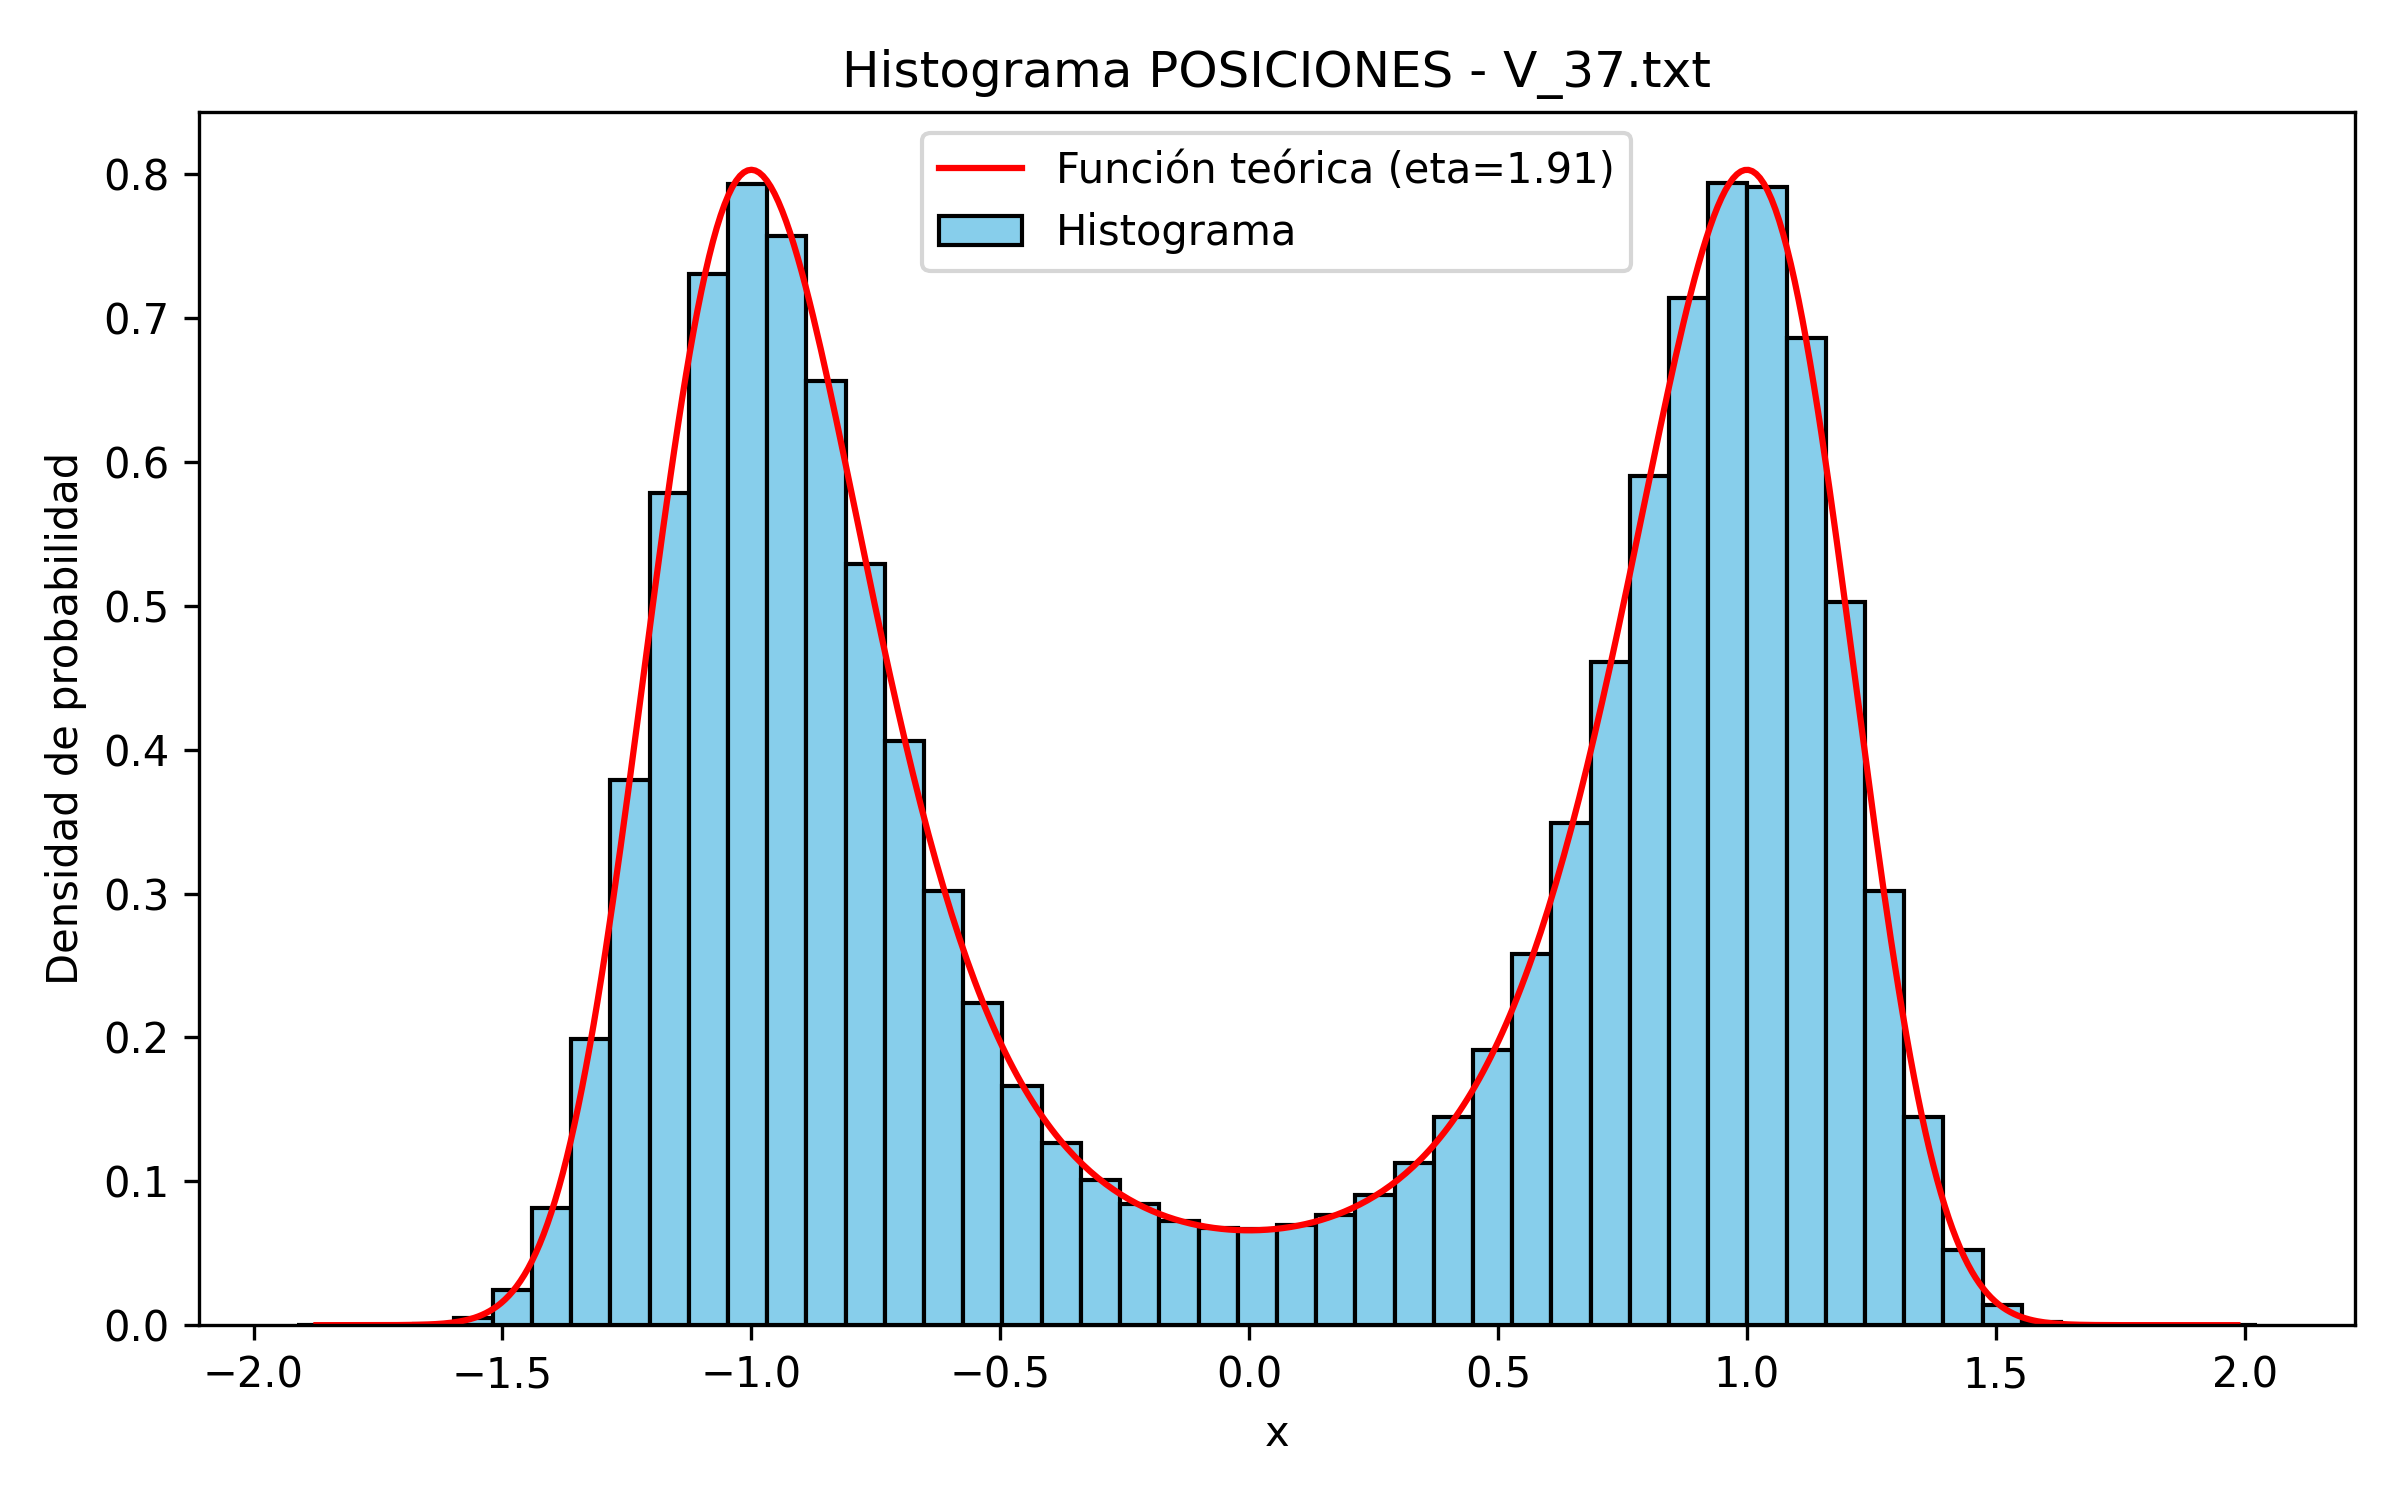 Histograma POSICIONES - V_37.txt
Función teórica (eta=1.91)
Histograma
Densidad de probabilidad
0.8
0.7
0.6
0.5
0.4
0.3
0.2
0.1
0.0
−2.0 −1.5 −1.0 −0.5 0.0 0.5 1.0 1.5 2.0
x